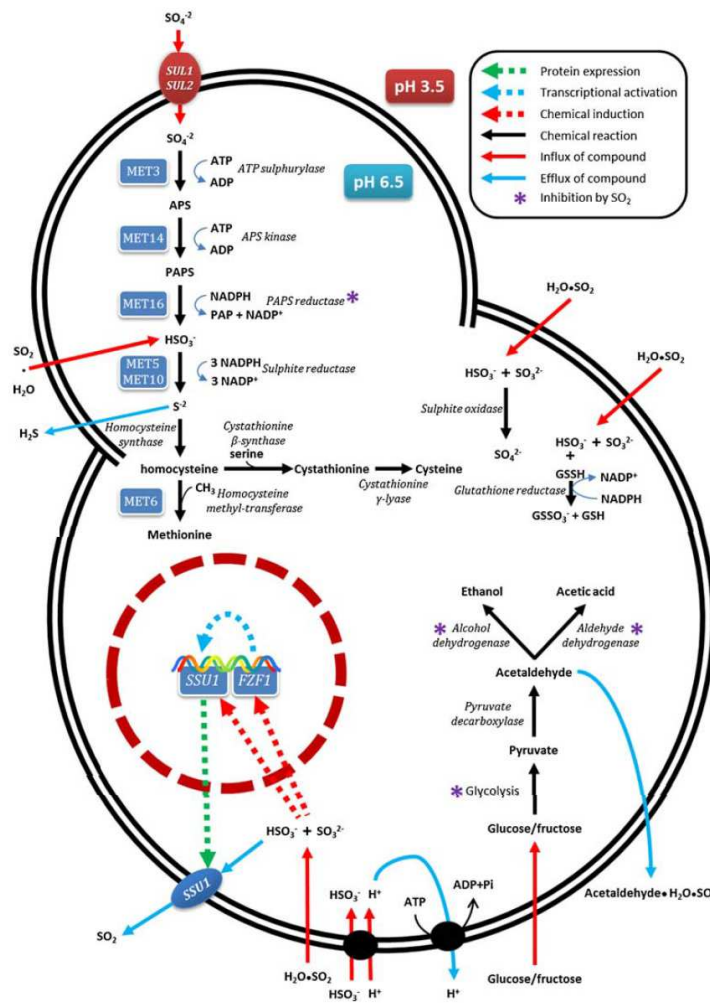 SO₄⁻²
SUL1
SUL2
pH 3.5
Protein expression
Transcriptional activation
Chemical induction
Chemical reaction
Influx of compound
Efflux of compound
* Inhibition by SO₂
SO₄⁻²
MET3
ATP
ADP
ATP sulphurylase
pH 6.5
APS
MET14
ATP
ADP
APS kinase
PAPS
MET16
NADPH
PAP + NADP⁺
PAPS reductase *
HSO₃⁻
SO₂
•
H₂O
MET5
MET10
3 NADPH
3 NADP⁺
Sulphite reductase
S⁻²
H₂S
Homocysteine
synthase
Cystathionine
β-synthase
serine
homocysteine
Cystathionine
Cysteine
Cystathionine
γ-lyase
MET6
CH₃
Homocysteine
methyl-transferase
Methionine
H₂O•SO₂
HSO₃⁻ + SO₃²⁻
Sulphite oxidase
SO₄²⁻
H₂O•SO₂
HSO₃⁻ + SO₃²⁻
+
GSSH
NADP⁺
Glutathione reductase
NADPH
GSSO₃⁻ + GSH
Ethanol
Acetic acid
* Alcohol
dehydrogenase
Aldehyde *
dehydrogenase
Acetaldehyde
Pyruvate
decarboxylase
Pyruvate
* Glycolysis
Glucose/fructose
SSU1
FZF1
HSO₃⁻ + SO₃²⁻
SSU1
SO₂
H₂O•SO₂
HSO₃⁻
H⁺
HSO₃⁻
H⁺
ATP
ADP+Pi
H⁺
Glucose/fructose
Acetaldehyde•H₂O•SO